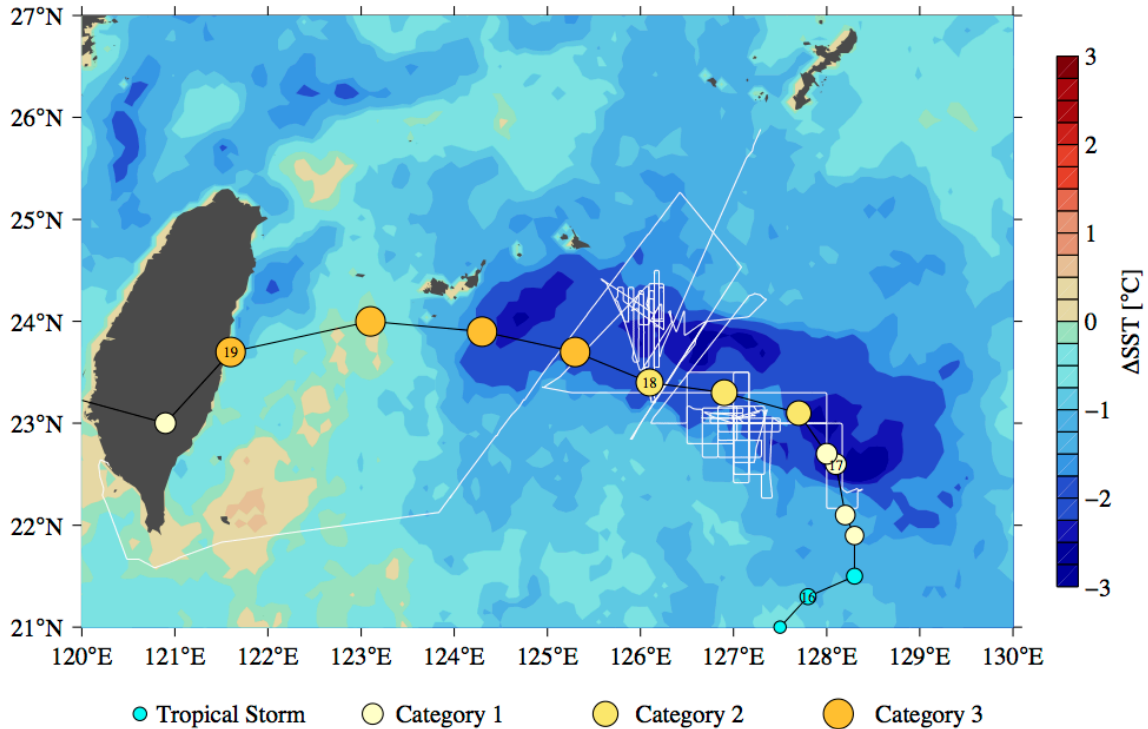 27°N
26°N
25°N
24°N
23°N
22°N
21°N
19
18
17
16
120°E 121°E 122°E 123°E 124°E 125°E 126°E 127°E 128°E 129°E 130°E
3
2
1
0
−1
−2
−3
ΔSST [°C]
Tropical Storm Category 1 Category 2 Category 3